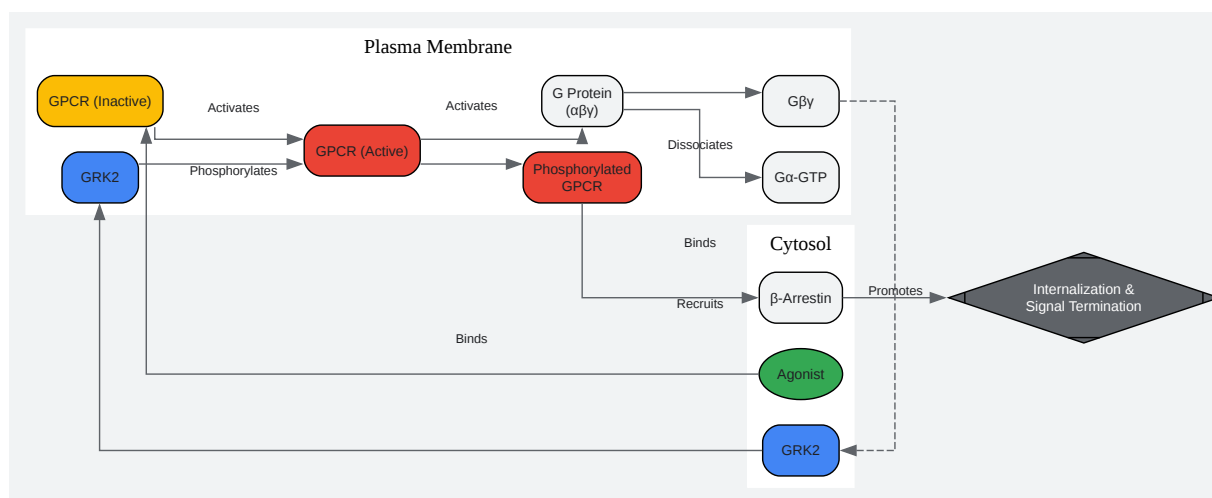 Plasma Membrane
GPCR (Inactive)
Activates
Activates
G Protein
(αβγ)
Gβγ
GPCR (Active)
Dissociates
GRK2
Phosphorylates
Phosphorylated
GPCR
Gα-GTP
Binds
Cytosol
β-Arrestin
Recruits
Promotes
Internalization &
Signal Termination
Binds
Agonist
GRK2